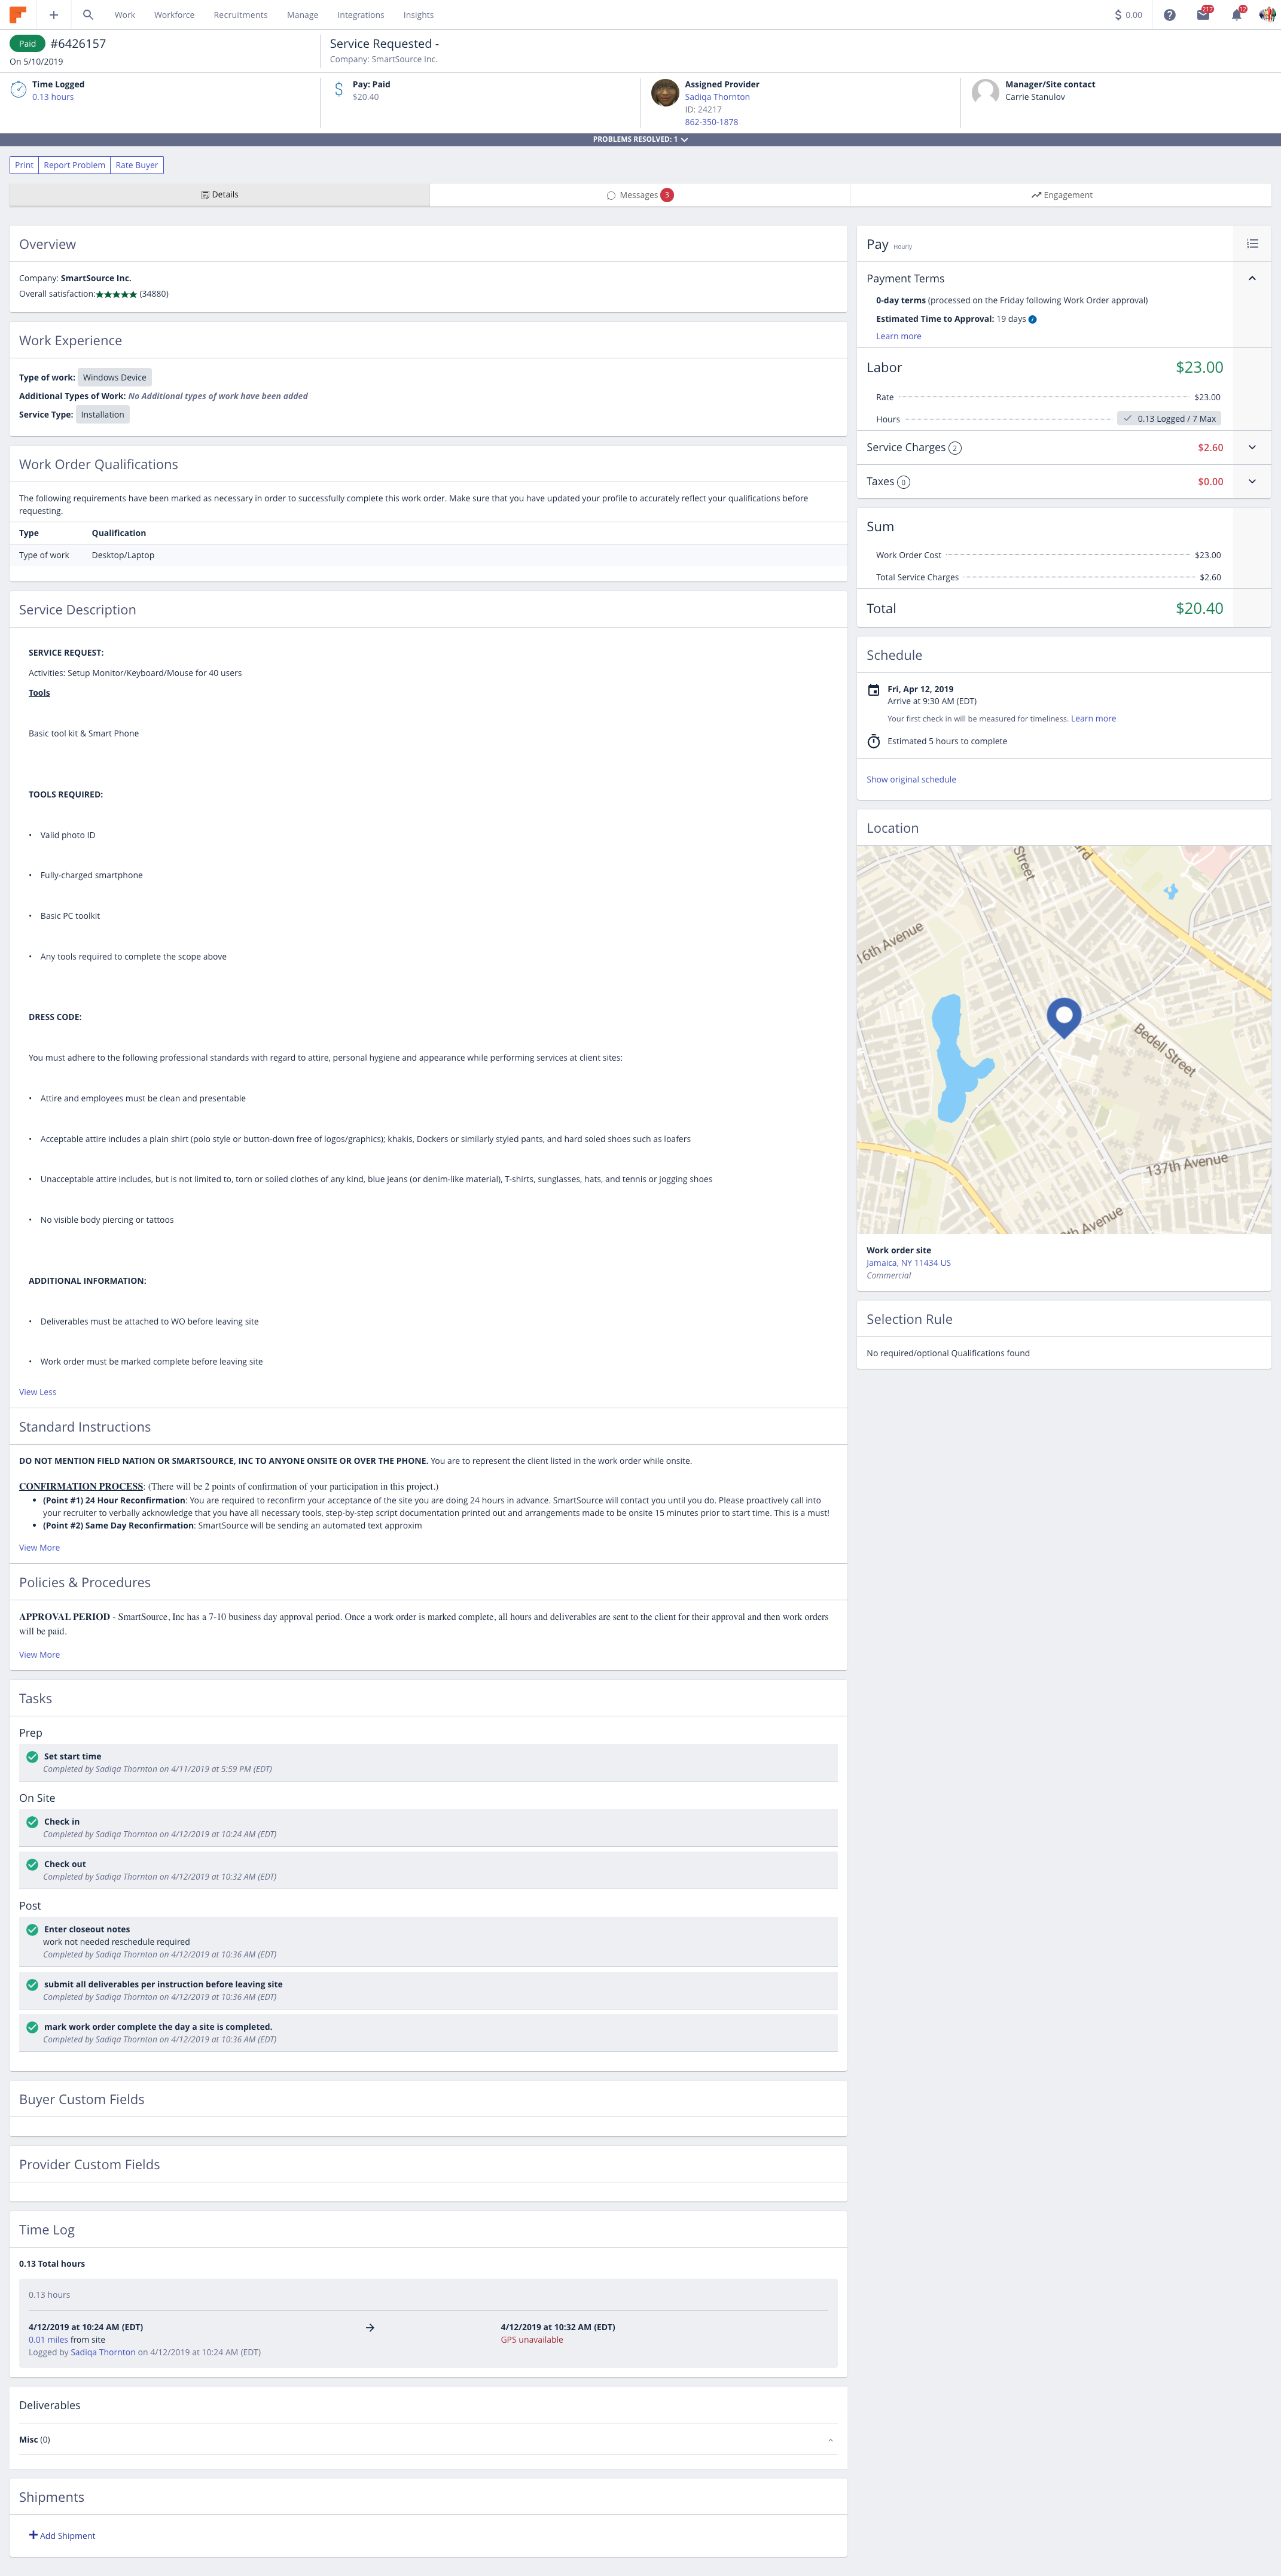 Work Workforce Recruitments Manage Integrations Insights $ 0.00 217 12
Paid #6426157
On 5/10/2019
Service Requested -
Company: SmartSource Inc.
Time Logged
0.13 hours
Pay: Paid
$20.40
Assigned Provider
Sadiqa Thornton
ID: 24217
862-350-1878
Manager/Site contact
Carrie Stanulov
PROBLEMS RESOLVED: 1
Print Report Problem Rate Buyer
Details Messages 3 Engagement
Overview
Company: SmartSource Inc.
Overall satisfaction: ★★★★★ (34880)
Work Experience
Type of work: Windows Device
Additional Types of Work: No Additional types of work have been added
Service Type: Installation
Work Order Qualifications
The following requirements have been marked as necessary in order to successfully complete this work order. Make sure that you have updated your profile to accurately reflect your qualifications before
requesting.
Type Qualification
Type of work Desktop/Laptop
Service Description
SERVICE REQUEST:
Activities: Setup Monitor/Keyboard/Mouse for 40 users
Tools
Basic tool kit & Smart Phone
TOOLS REQUIRED:
• Valid photo ID
• Fully-charged smartphone
• Basic PC toolkit
• Any tools required to complete the scope above
DRESS CODE:
You must adhere to the following professional standards with regard to attire, personal hygiene and appearance while performing services at client sites:
• Attire and employees must be clean and presentable
• Acceptable attire includes a plain shirt (polo style or button-down free of logos/graphics); khakis, Dockers or similarly styled pants, and hard soled shoes such as loafers
• Unacceptable attire includes, but is not limited to, torn or soiled clothes of any kind, blue jeans (or denim-like material), T-shirts, sunglasses, hats, and tennis or jogging shoes
• No visible body piercing or tattoos
ADDITIONAL INFORMATION:
• Deliverables must be attached to WO before leaving site
• Work order must be marked complete before leaving site
View Less
Standard Instructions
DO NOT MENTION FIELD NATION OR SMARTSOURCE, INC TO ANYONE ONSITE OR OVER THE PHONE. You are to represent the client listed in the work order while onsite.
CONFIRMATION PROCESS: (There will be 2 points of confirmation of your participation in this project.)
• (Point #1) 24 Hour Reconfirmation: You are required to reconfirm your acceptance of the site you are doing 24 hours in advance. SmartSource will contact you until you do. Please proactively call into
your recruiter to verbally acknowledge that you have all necessary tools, step-by-step script documentation printed out and arrangements made to be onsite 15 minutes prior to start time. This is a must!
• (Point #2) Same Day Reconfirmation: SmartSource will be sending an automated text approxim
View More
Policies & Procedures
APPROVAL PERIOD - SmartSource, Inc has a 7-10 business day approval period. Once a work order is marked complete, all hours and deliverables are sent to the client for their approval and then work orders
will be paid.
View More
Tasks
Prep
Set start time
Completed by Sadiqa Thornton on 4/11/2019 at 5:59 PM (EDT)
On Site
Check in
Completed by Sadiqa Thornton on 4/12/2019 at 10:24 AM (EDT)
Check out
Completed by Sadiqa Thornton on 4/12/2019 at 10:32 AM (EDT)
Post
Enter closeout notes
work not needed reschedule required
Completed by Sadiqa Thornton on 4/12/2019 at 10:36 AM (EDT)
submit all deliverables per instruction before leaving site
Completed by Sadiqa Thornton on 4/12/2019 at 10:36 AM (EDT)
mark work order complete the day a site is completed.
Completed by Sadiqa Thornton on 4/12/2019 at 10:36 AM (EDT)
Buyer Custom Fields
Provider Custom Fields
Time Log
0.13 Total hours
0.13 hours
4/12/2019 at 10:24 AM (EDT) → 4/12/2019 at 10:32 AM (EDT)
0.01 miles from site GPS unavailable
Logged by Sadiqa Thornton on 4/12/2019 at 10:24 AM (EDT)
Deliverables
Misc (0)
Shipments
+ Add Shipment
Pay Hourly
Payment Terms
0-day terms (processed on the Friday following Work Order approval)
Estimated Time to Approval: 19 days
Learn more
Labor $23.00
Rate $23.00
Hours 0.13 Logged / 7 Max
Service Charges 2 $2.60
Taxes 0 $0.00
Sum
Work Order Cost $23.00
Total Service Charges $2.60
Total $20.40
Schedule
Fri, Apr 12, 2019
Arrive at 9:30 AM (EDT)
Your first check in will be measured for timeliness. Learn more
Estimated 5 hours to complete
Show original schedule
Location
Street
rd
16th Avenue
Bedell Street
137th Avenue
th Avenue
Work order site
Jamaica, NY 11434 US
Commercial
Selection Rule
No required/optional Qualifications found